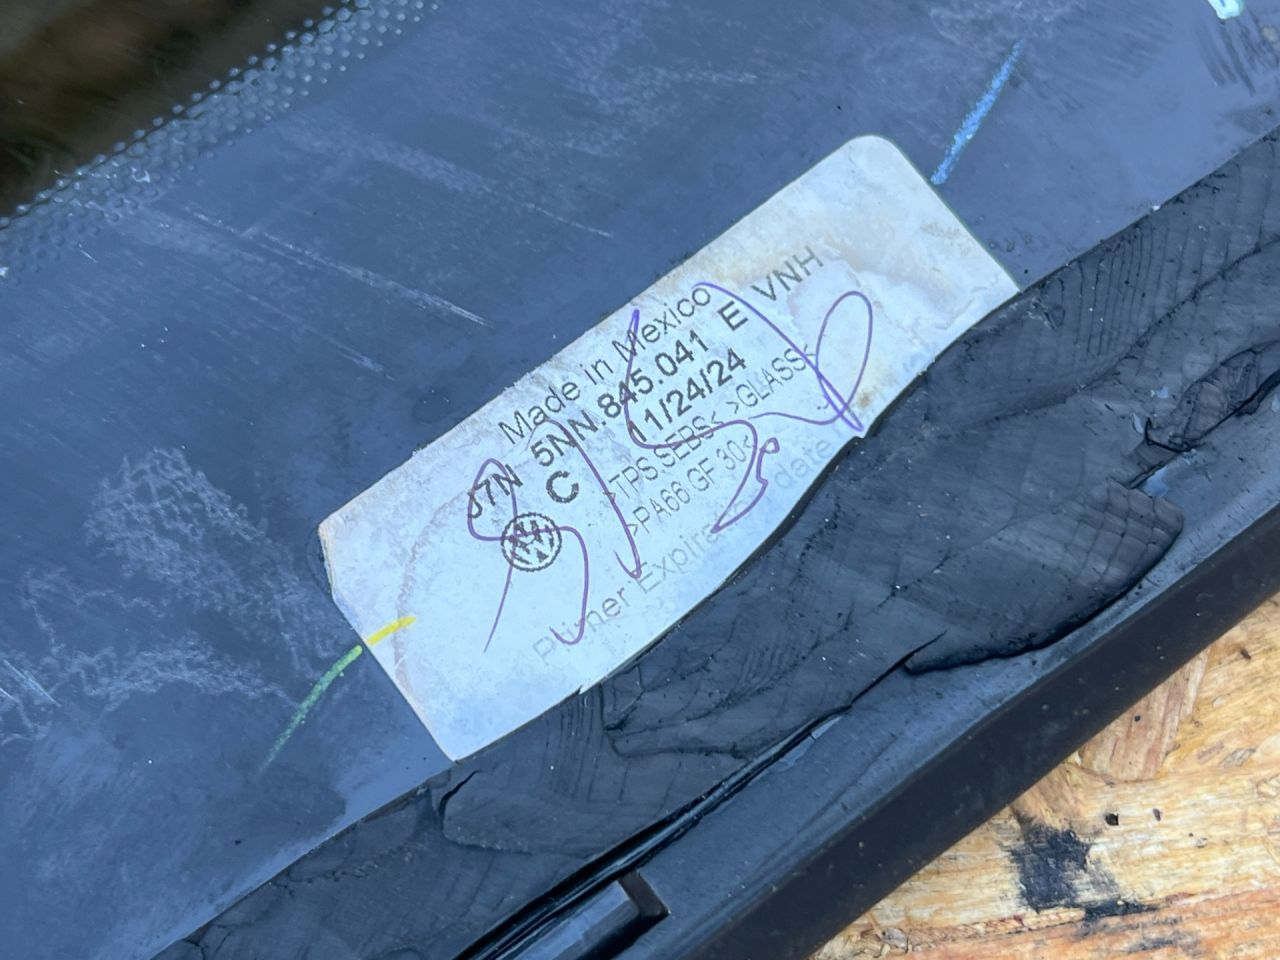 Made in Mexico
J7N 5NN.845.041 E VNH
C 11/24/24
>TPS.SEBS< >GLASS<
>PA66 GF 30<
Primer date